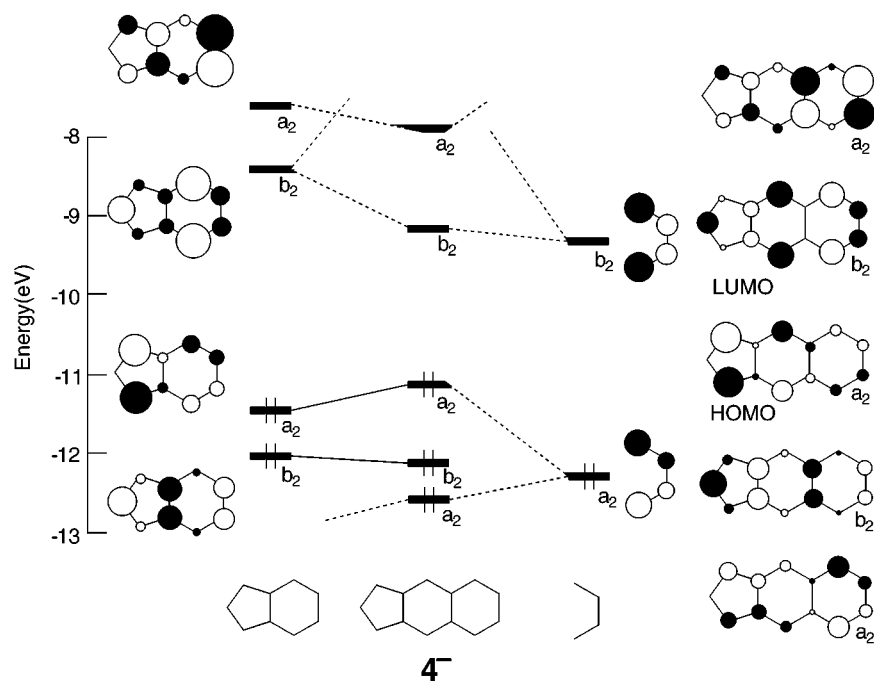 a₂
-8
a₂
a₂
b₂
-9
b₂
b₂
b₂
LUMO
Energy(eV)
-10
-11
a₂
a₂
a₂
HOMO
-12
b₂
b₂
a₂
a₂
b₂
-13
a₂
4⁻